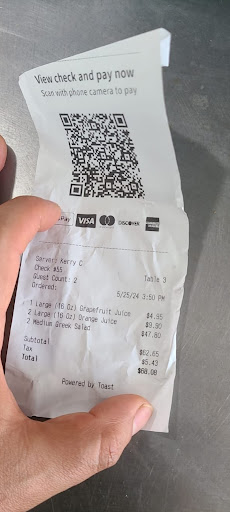 View check and pay now
Scan with phone camera to pay
Pay VISA DISCOVER
Server: Kerry C
Check #55 Table 3
Guest Count: 2
Ordered: 5/25/24 3:50 PM
1 Large (16 Oz) Grapefruit Juice $4.95
2 Large (16 Oz) Orange Juice $9.90
2 Medium Greek Salad $47.80
Subtotal $62.65
Tax $5.43
Total $68.08
Powered by Toast